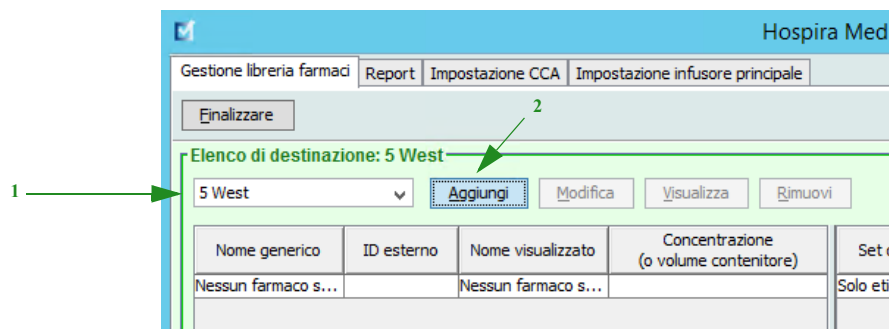 Hospira Med
Gestione libreria farmaci Report Impostazione CCA Impostazione infusore principale
Finalizzare
2
Elenco di destinazione: 5 West
1
5 West Aggiungi Modifica Visualizza Rimuovi
Nome generico ID esterno Nome visualizzato Concentrazione
(o volume contenitore) Set
Nessun farmaco s... Nessun farmaco s... Solo eti